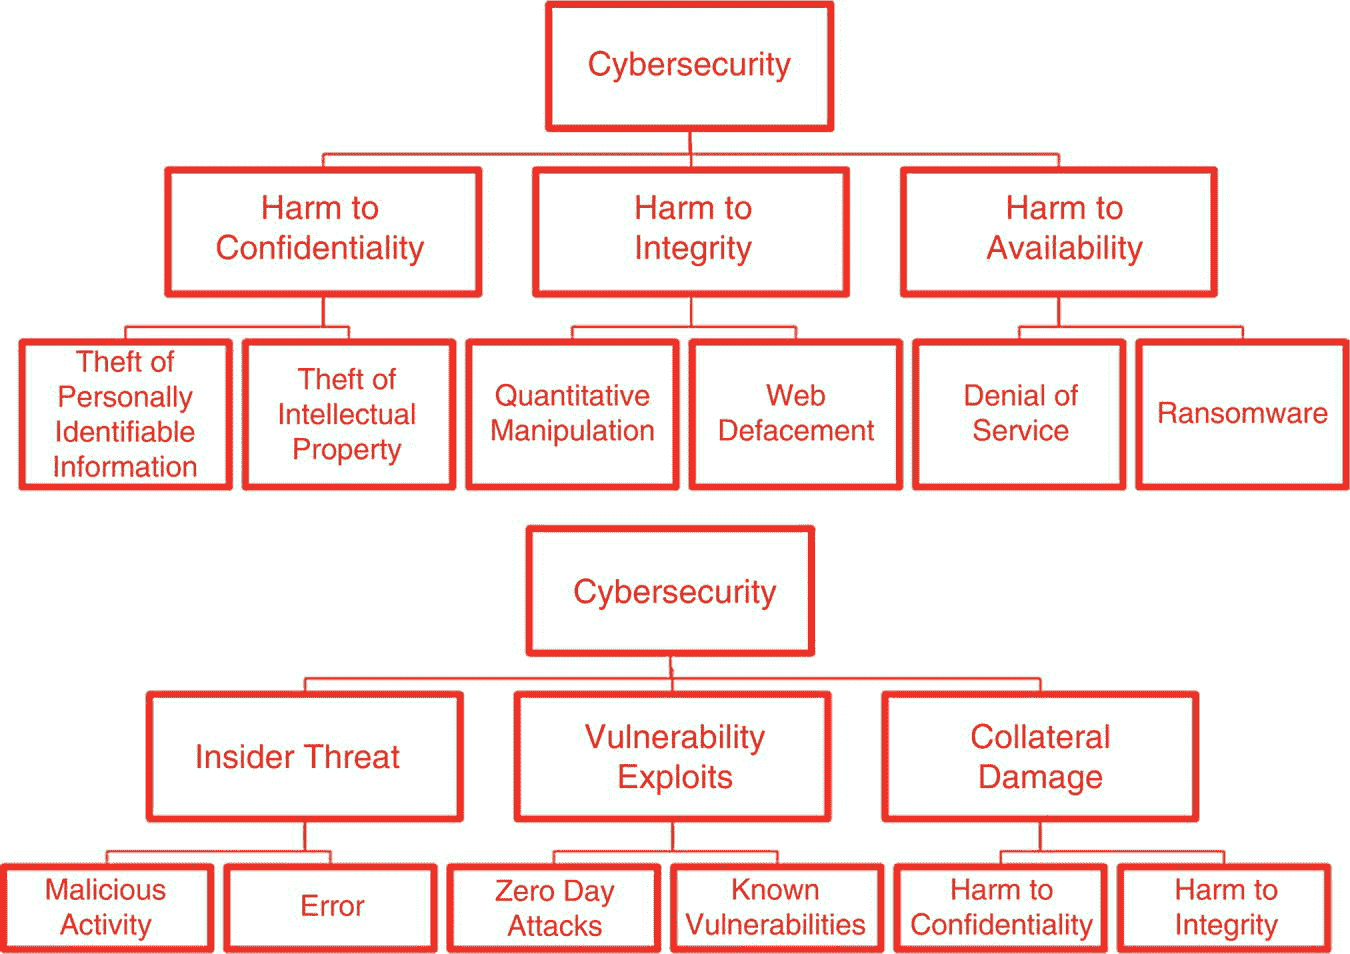 Cybersecurity
Harm to
Confidentiality
Harm to
Integrity
Harm to
Availability
Theft of
Personally
Identifiable
Information
Theft of
Intellectual
Property
Quantitative
Manipulation
Web
Defacement
Denial of
Service
Ransomware
Cybersecurity
Insider Threat
Vulnerability
Exploits
Collateral
Damage
Malicious
Activity
Error
Zero Day
Attacks
Known
Vulnerabilities
Harm to
Confidentiality
Harm to
Integrity